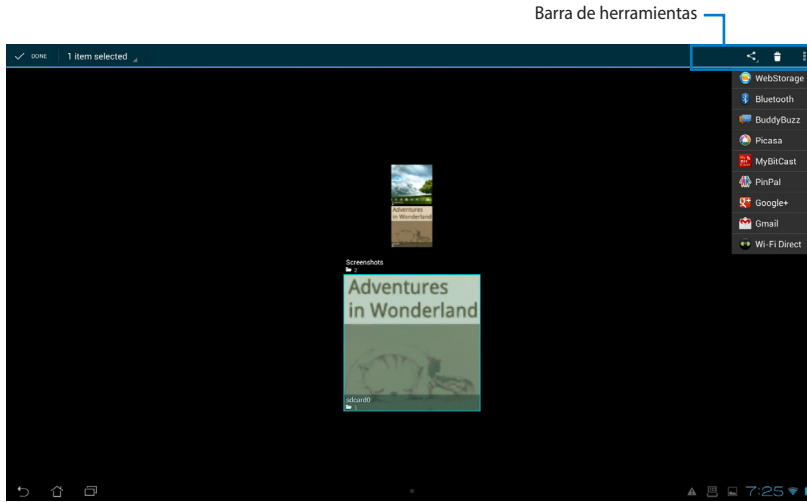 Barra de herramientas
DONE
1 item selected
WebStorage
Bluetooth
BuddyBuzz
Picasa
MyBitCast
PinPal
Google+
Gmail
Wi-Fi Direct
Adventures
in Wonderland
Screenshots
2
Adventures
in Wonderland
sdcard0
1
7:25